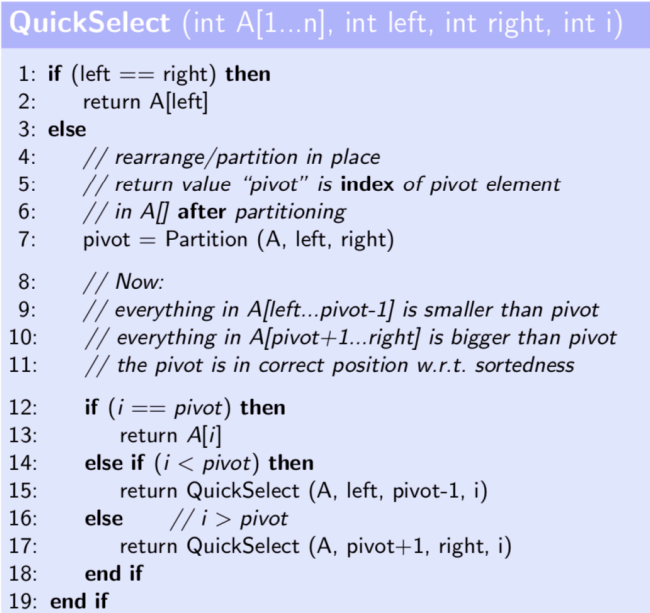 QuickSelect (int A[1...n], int left, int right, int i)
1: if (left == right) then
2: return A[left]
3: else
4: // rearrange/partition in place
5: // return value “pivot” is index of pivot element
6: // in A[] after partitioning
7: pivot = Partition (A, left, right)
8: // Now:
9: // everything in A[left...pivot-1] is smaller than pivot
10: // everything in A[pivot+1...right] is bigger than pivot
11: // the pivot is in correct position w.r.t. sortedness
12: if (i == pivot) then
13: return A[i]
14: else if (i < pivot) then
15: return QuickSelect (A, left, pivot-1, i)
16: else // i > pivot
17: return QuickSelect (A, pivot+1, right, i)
18: end if
19: end if